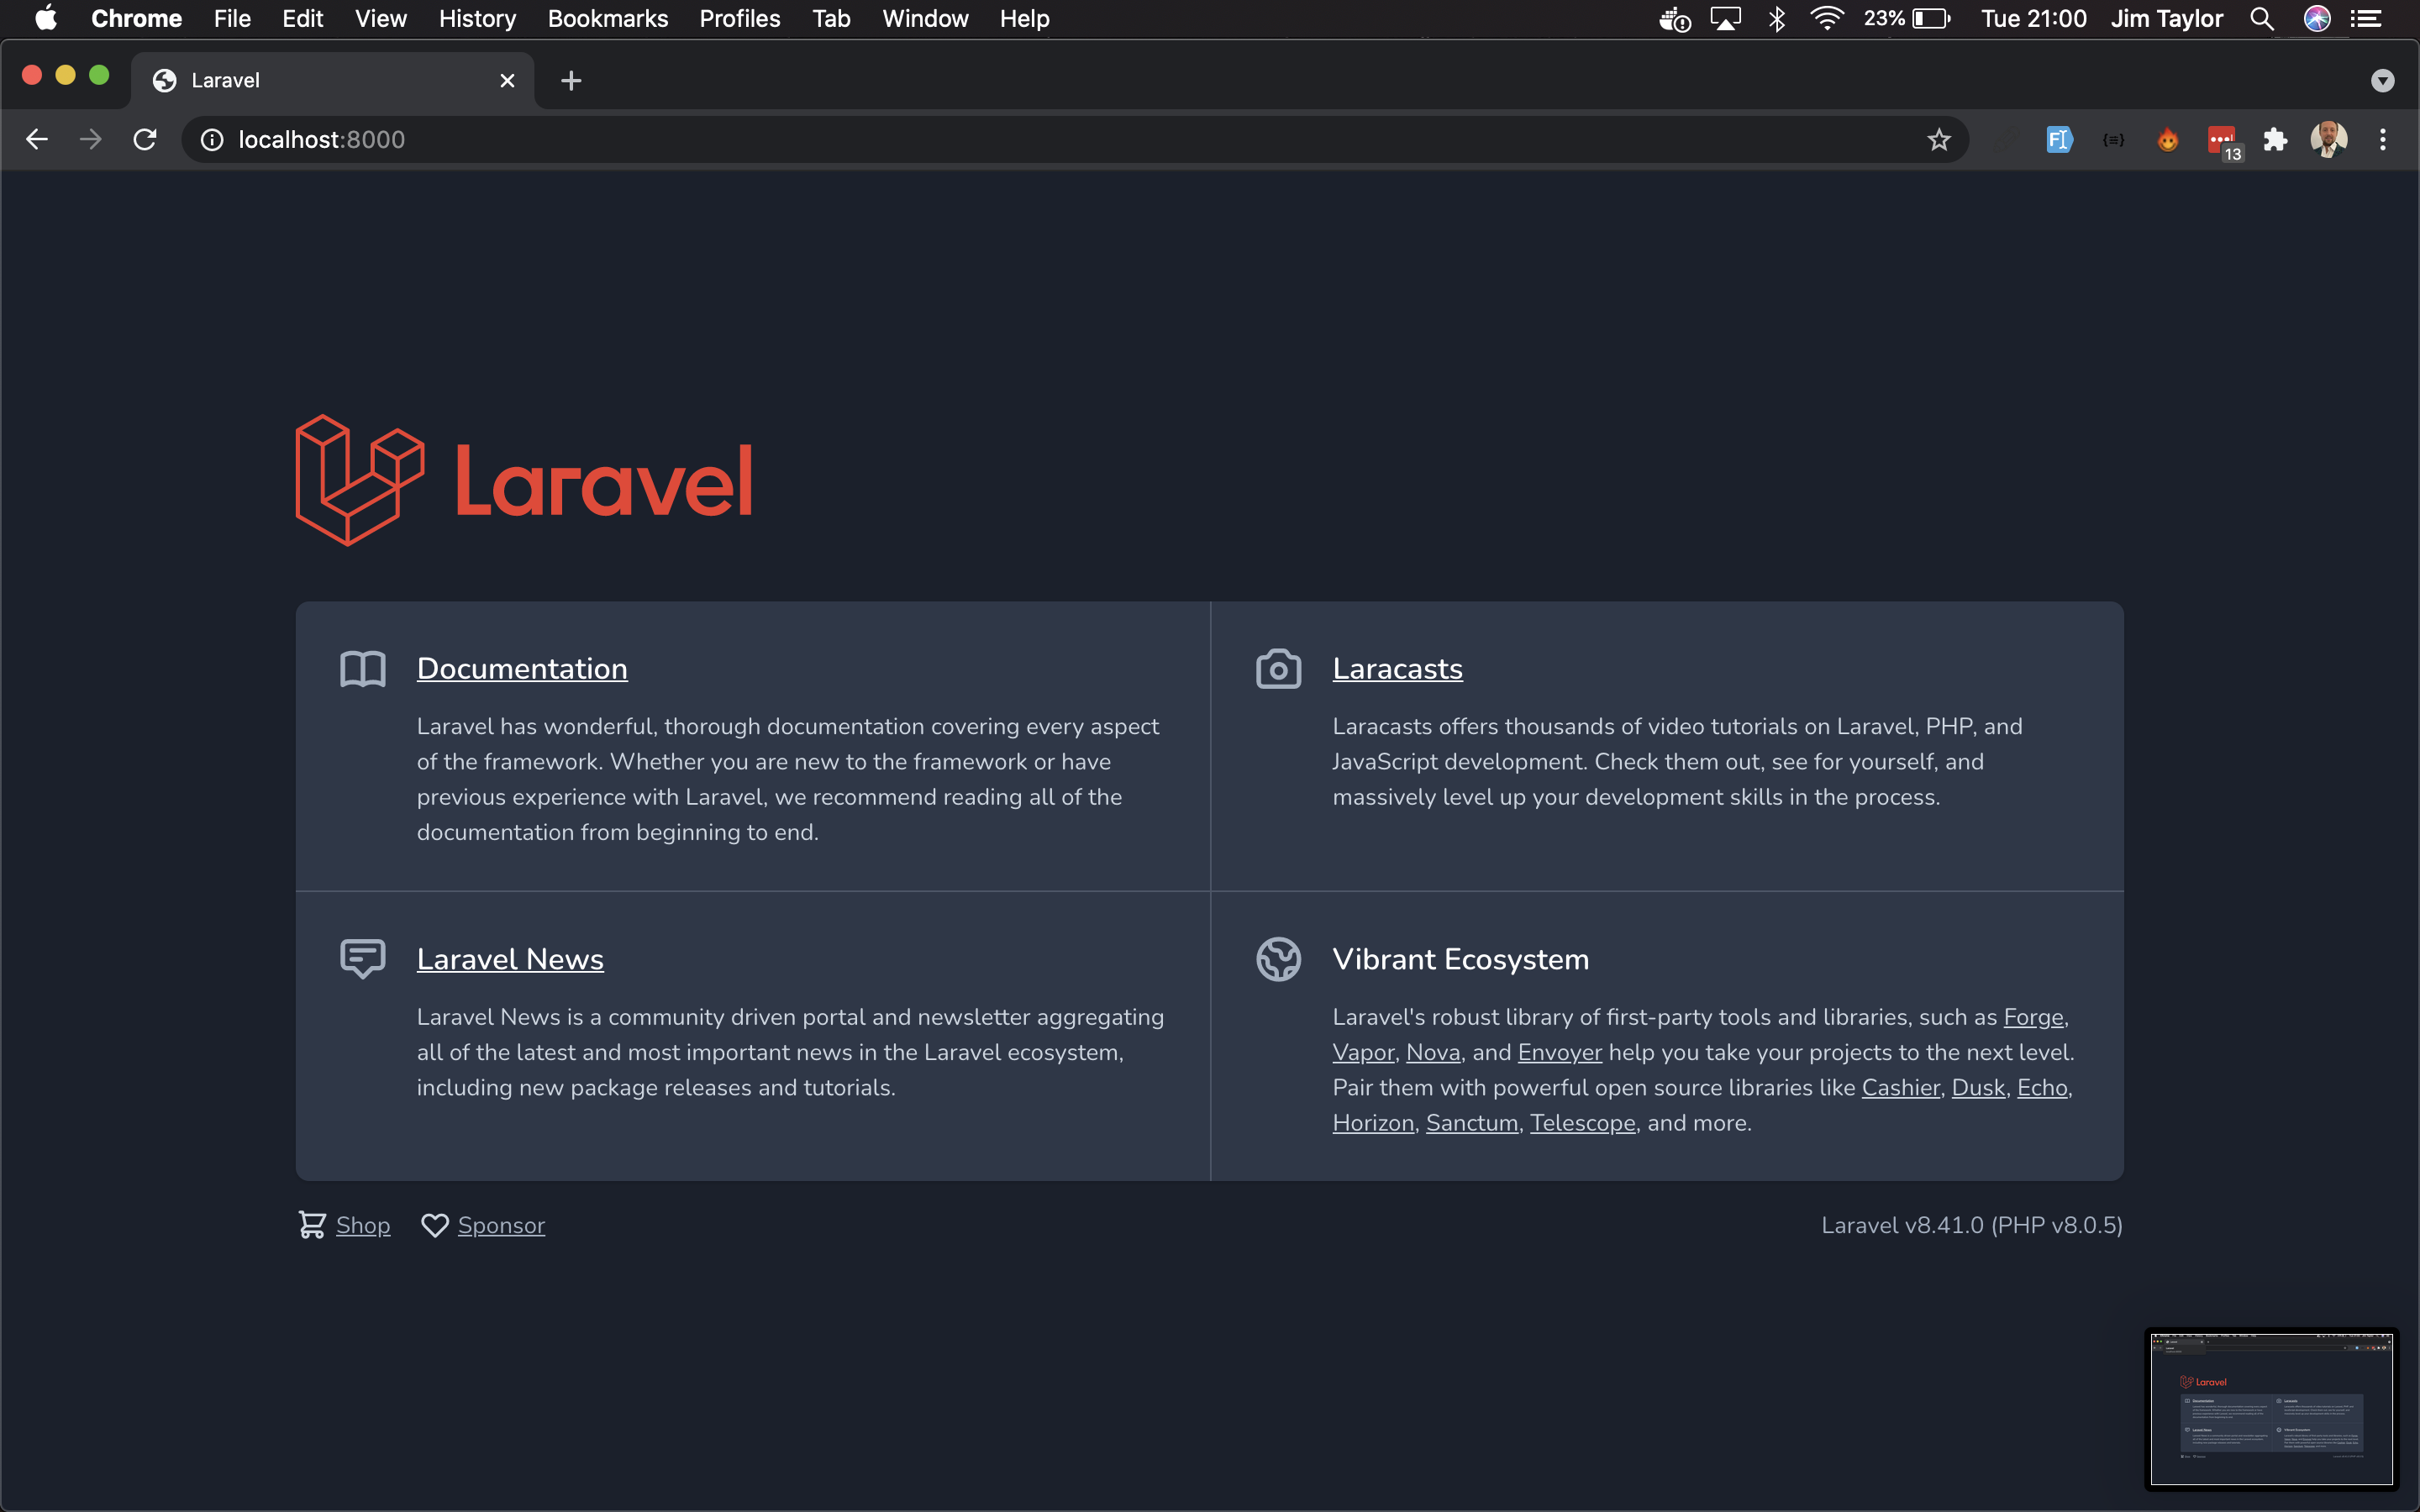 Chrome File Edit View History Bookmarks Profiles Tab Window Help 23% Tue 21:00 Jim Taylor
Laravel
localhost:8000
13
Laravel
Documentation
Laravel has wonderful, thorough documentation covering every aspect
of the framework. Whether you are new to the framework or have
previous experience with Laravel, we recommend reading all of the
documentation from beginning to end.
Laracasts
Laracasts offers thousands of video tutorials on Laravel, PHP, and
JavaScript development. Check them out, see for yourself, and
massively level up your development skills in the process.
Laravel News
Laravel News is a community driven portal and newsletter aggregating
all of the latest and most important news in the Laravel ecosystem,
including new package releases and tutorials.
Vibrant Ecosystem
Laravel's robust library of first-party tools and libraries, such as Forge,
Vapor, Nova, and Envoyer help you take your projects to the next level.
Pair them with powerful open source libraries like Cashier, Dusk, Echo,
Horizon, Sanctum, Telescope, and more.
Shop Sponsor
Laravel v8.41.0 (PHP v8.0.5)
Laravel